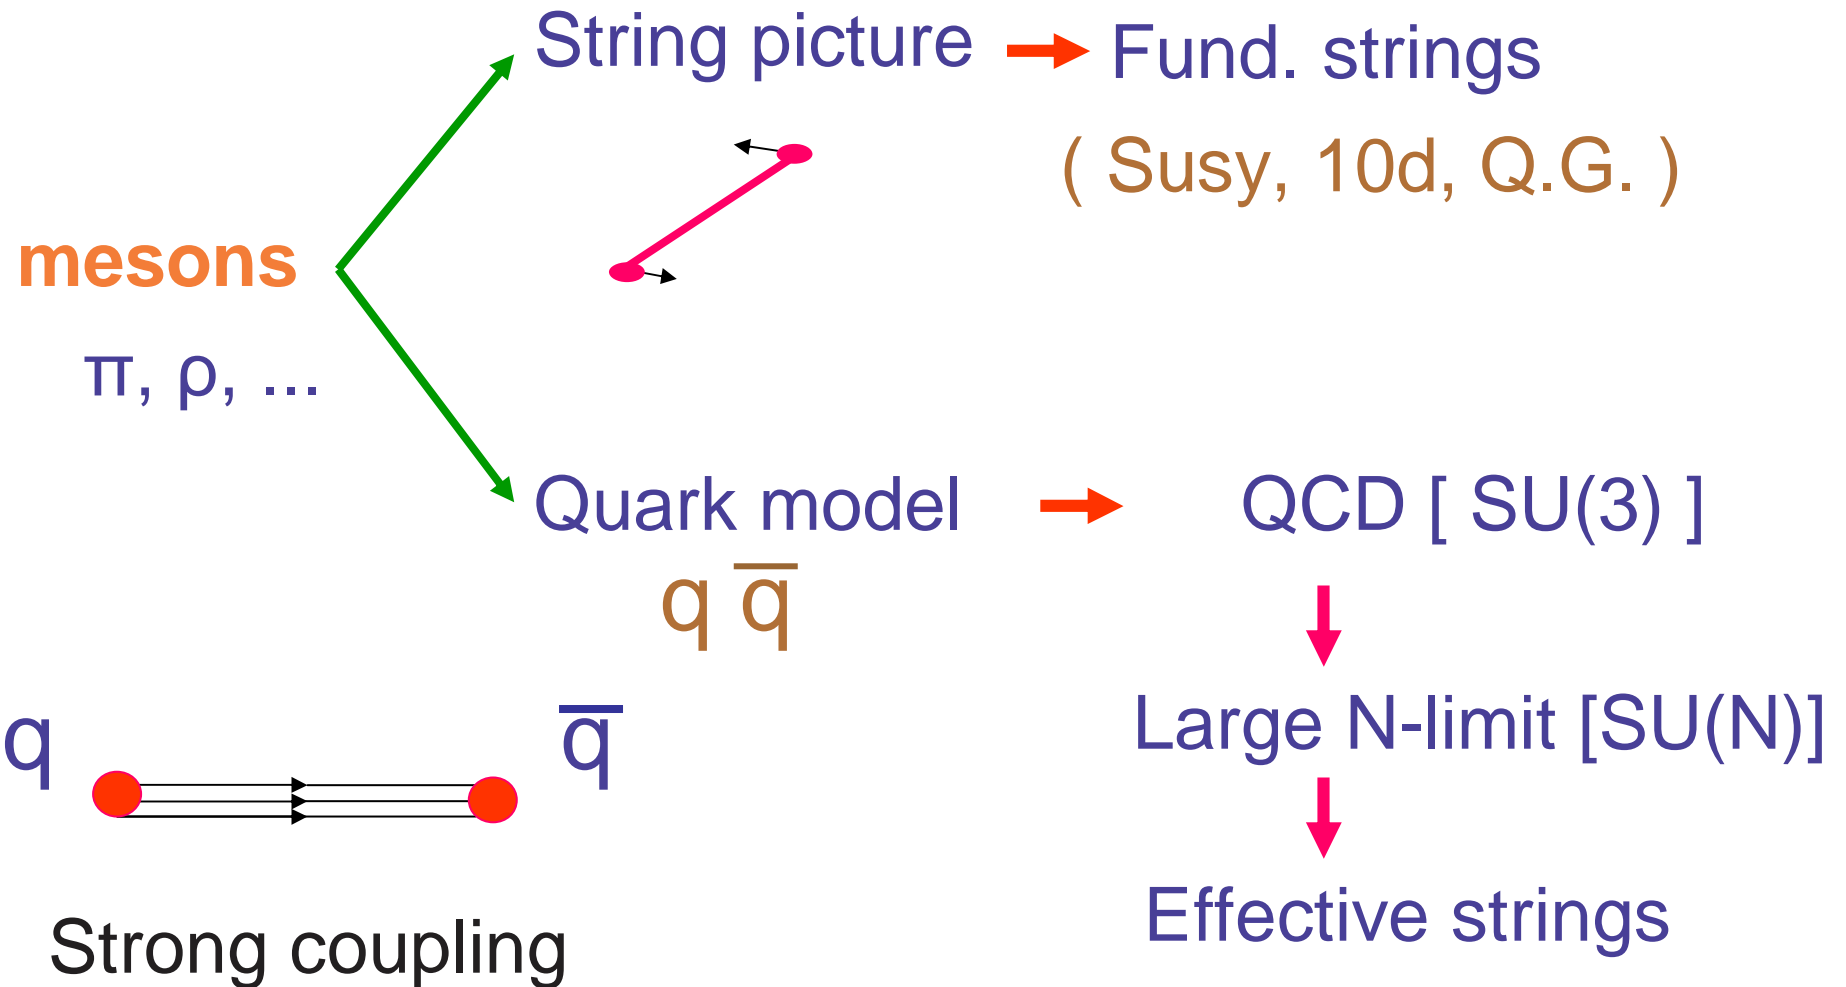 String picture
Fund. strings
( Susy, 10d, Q.G. )
mesons
π, ρ, ...
Quark model
q q̅
QCD [ SU(3) ]
Large N-limit [SU(N)]
Effective strings
q q̅
Strong coupling